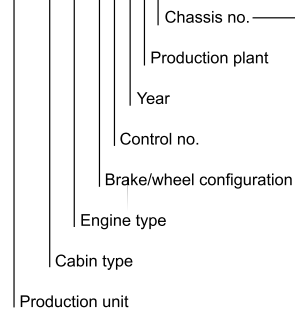 Chassis no.
Production plant
Year
Control no.
Brake/wheel configuration
Engine type
Cabin type
Production unit